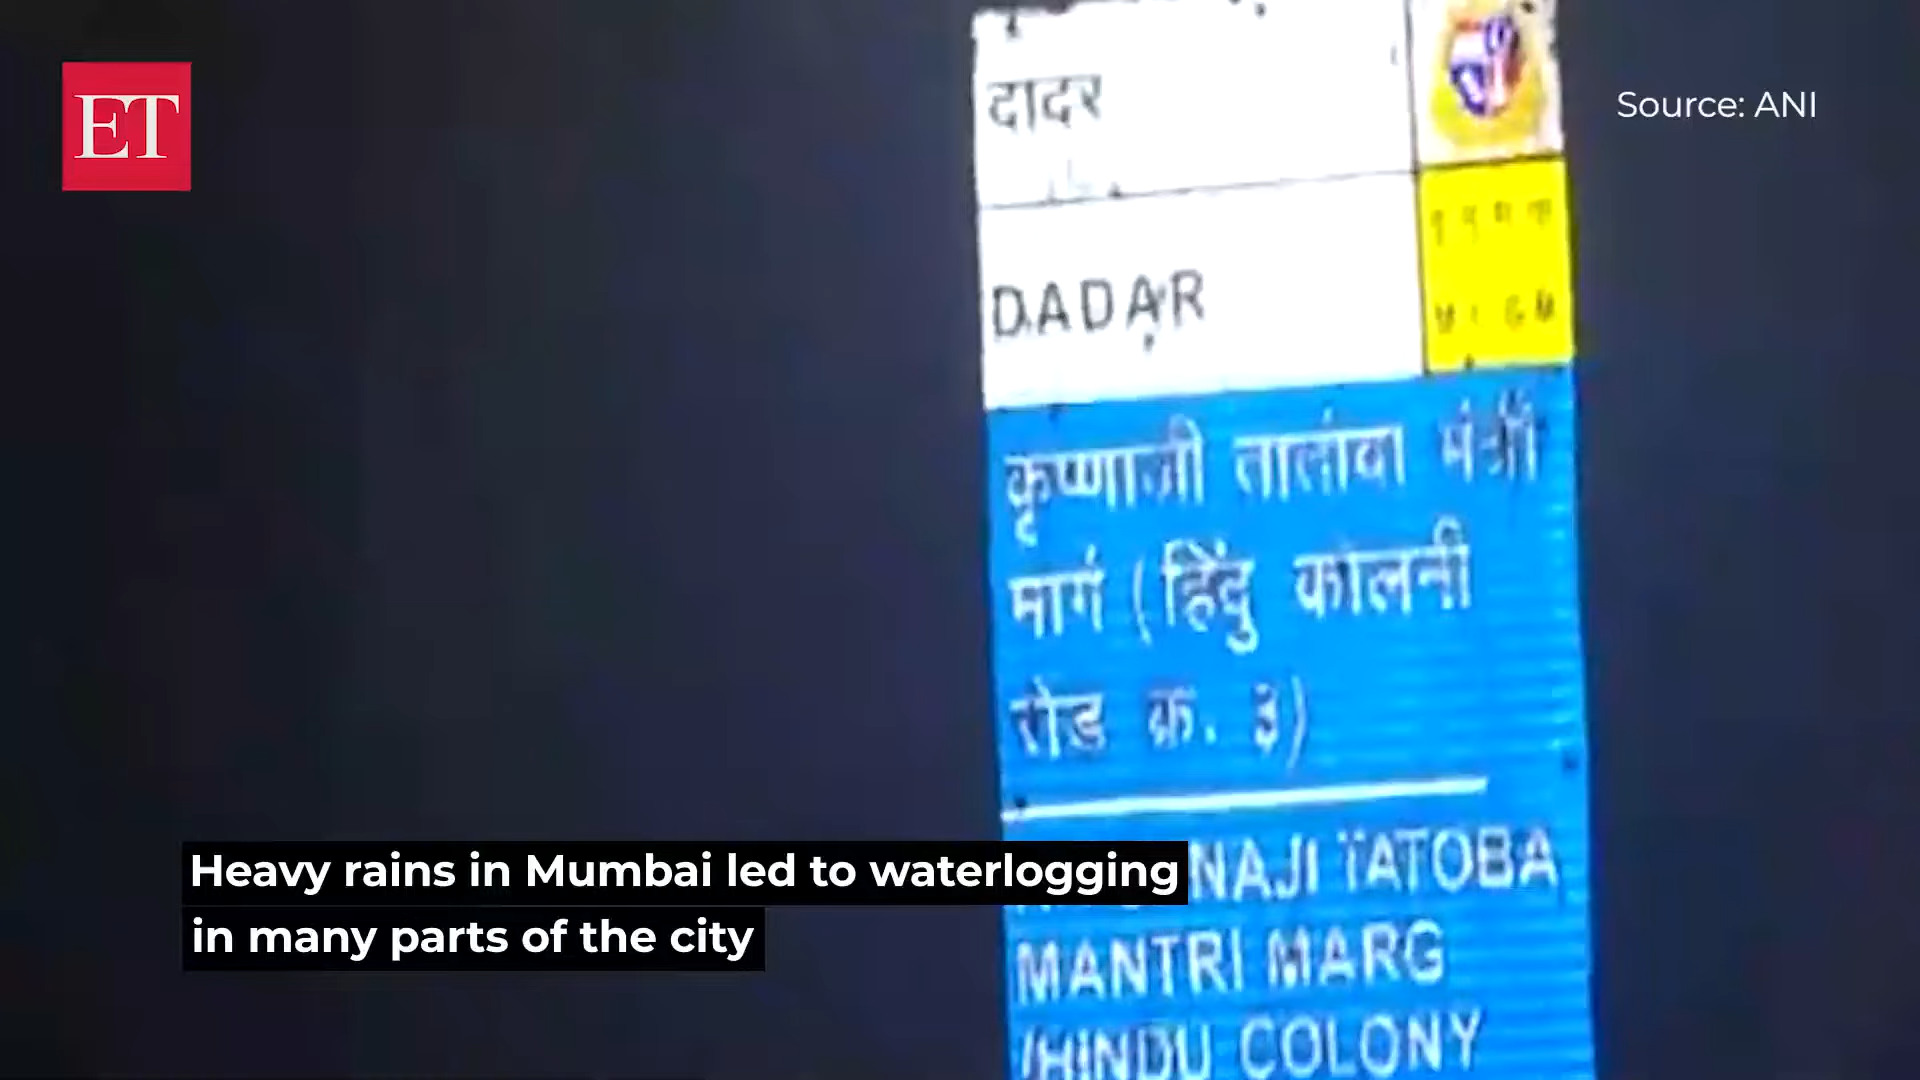 ET
Source: ANI
दादर
DADAR
कृष्णाजी तातोबा मंत्री
मार्ग (हिंदु कॉलनी
रोड क्र. ३)
NAJI TATOBA
MANTRI MARG
(HINDU COLONY
Heavy rains in Mumbai led to waterlogging
in many parts of the city